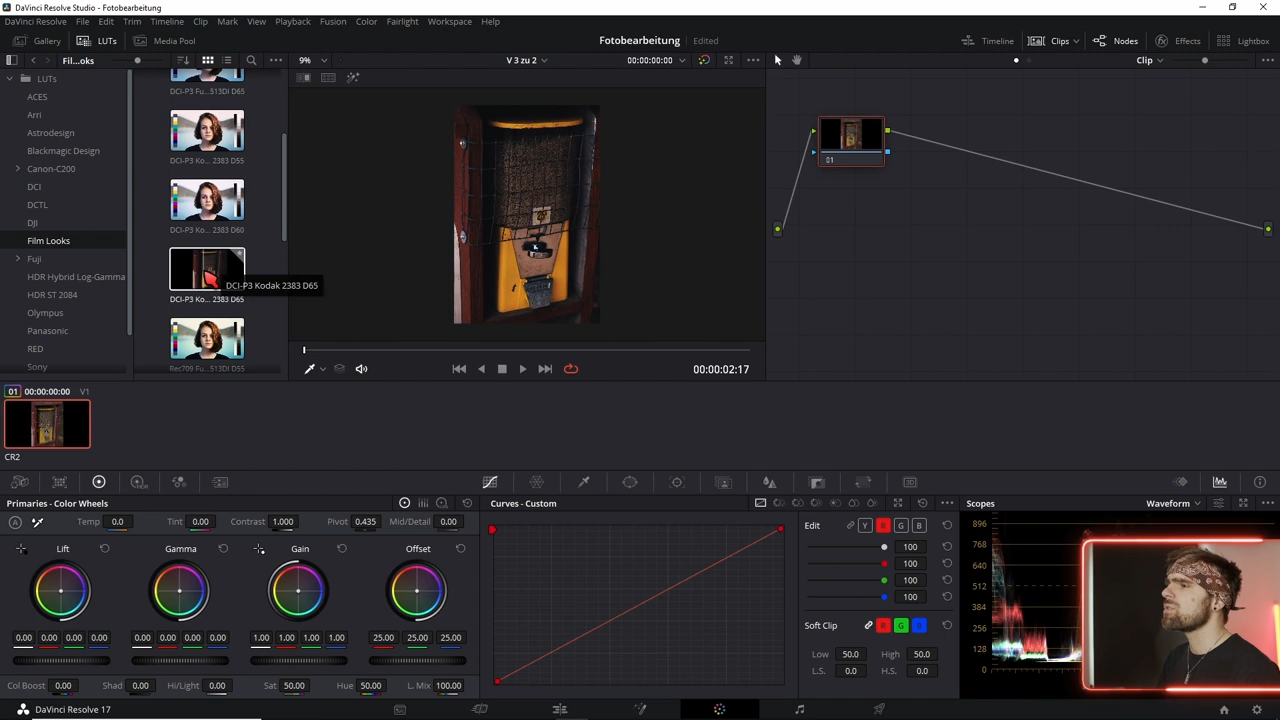 DaVinci Resolve Studio - Fotobearbeitung
DaVinci Resolve File Edit Trim Timeline Clip Mark View Playback Fusion Color Fairlight Workspace Help
Gallery LUTs Media Pool Fotobearbeitung Edited Timeline Clips Nodes Effects Lightbox
Fil...oks 9% V 3 zu 2 00:00:00:00 Clip
LUTs
ACES
Arri
Astrodesign
Blackmagic Design
Canon-C200
DCI
DCTL
DJI
Film Looks
Fuji
HDR Hybrid Log-Gamma
HDR ST 2084
Olympus
Panasonic
RED
Sony
DCI-P3 Fu...513DI D65
DCI-P3 Ko... 2383 D55
DCI-P3 Ko... 2383 D60
DCI-P3 Kodak 2383 D65
DCI-P3 Ko... 2383 D65
Rec709 Fu...513DI D55
01
00:00:02:17
01 00:00:00:00 V1
CR2
Primaries - Color Wheels
Temp 0.0 Tint 0.00 Contrast 1.000 Pivot 0.435 Mid/Detail 0.00
Lift Gamma Gain Offset
0.00 0.00 0.00 0.00 0.00 0.00 0.00 0.00 1.00 1.00 1.00 1.00 25.00 25.00 25.00
Col Boost 0.00 Shad 0.00 Hi/Light 0.00 Sat 50.00 Hue 50.00 L. Mix 100.00
Curves - Custom
Edit Y R G B
100
100
100
100
Soft Clip R G B
Low 50.0 High 50.0
L.S. 0.0 H.S. 0.0
Scopes Waveform
896
768
640
512
384
256
128
0
DaVinci Resolve 17